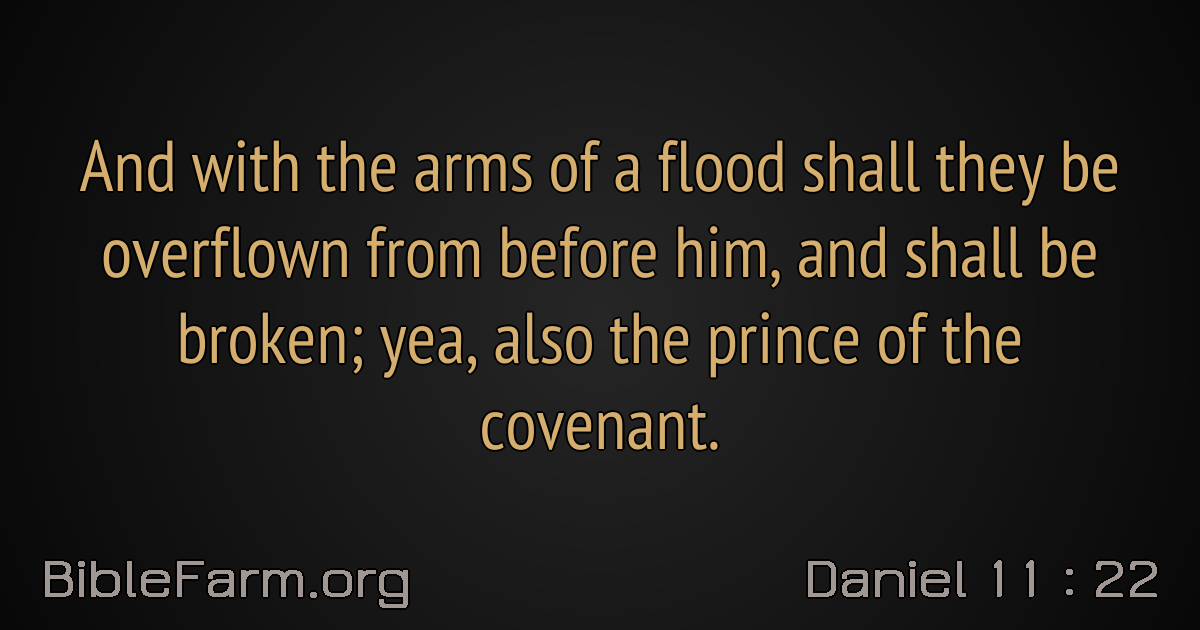 And with the arms of a flood shall they be
overflown from before him, and shall be
broken; yea, also the prince of the
covenant.
BibleFarm.org
Daniel 11 : 22